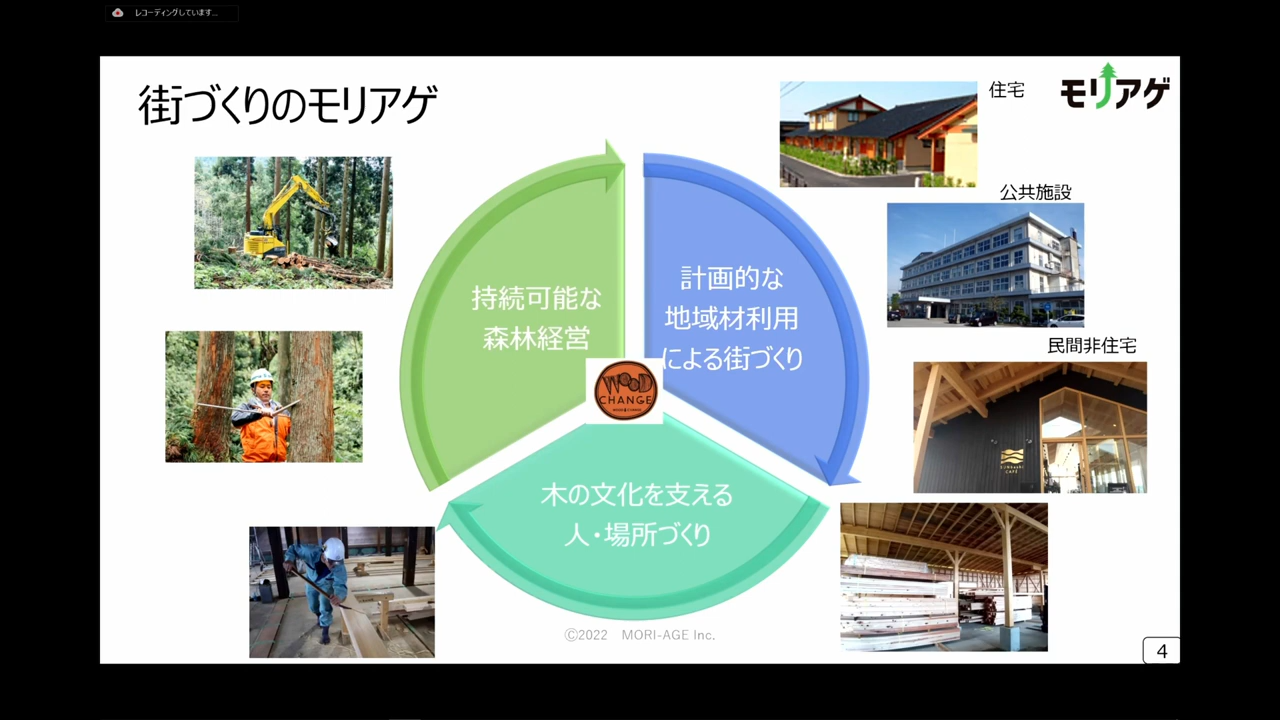 レコーディングしています...
街づくりのモリアゲ
住宅
モリアゲ
公共施設
持続可能な
森林経営
計画的な
地域材利用
による街づくり
民間非住宅
WOOD
CHANGE
木の文化を支える
人・場所づくり
©2022 MORI-AGE Inc.
4